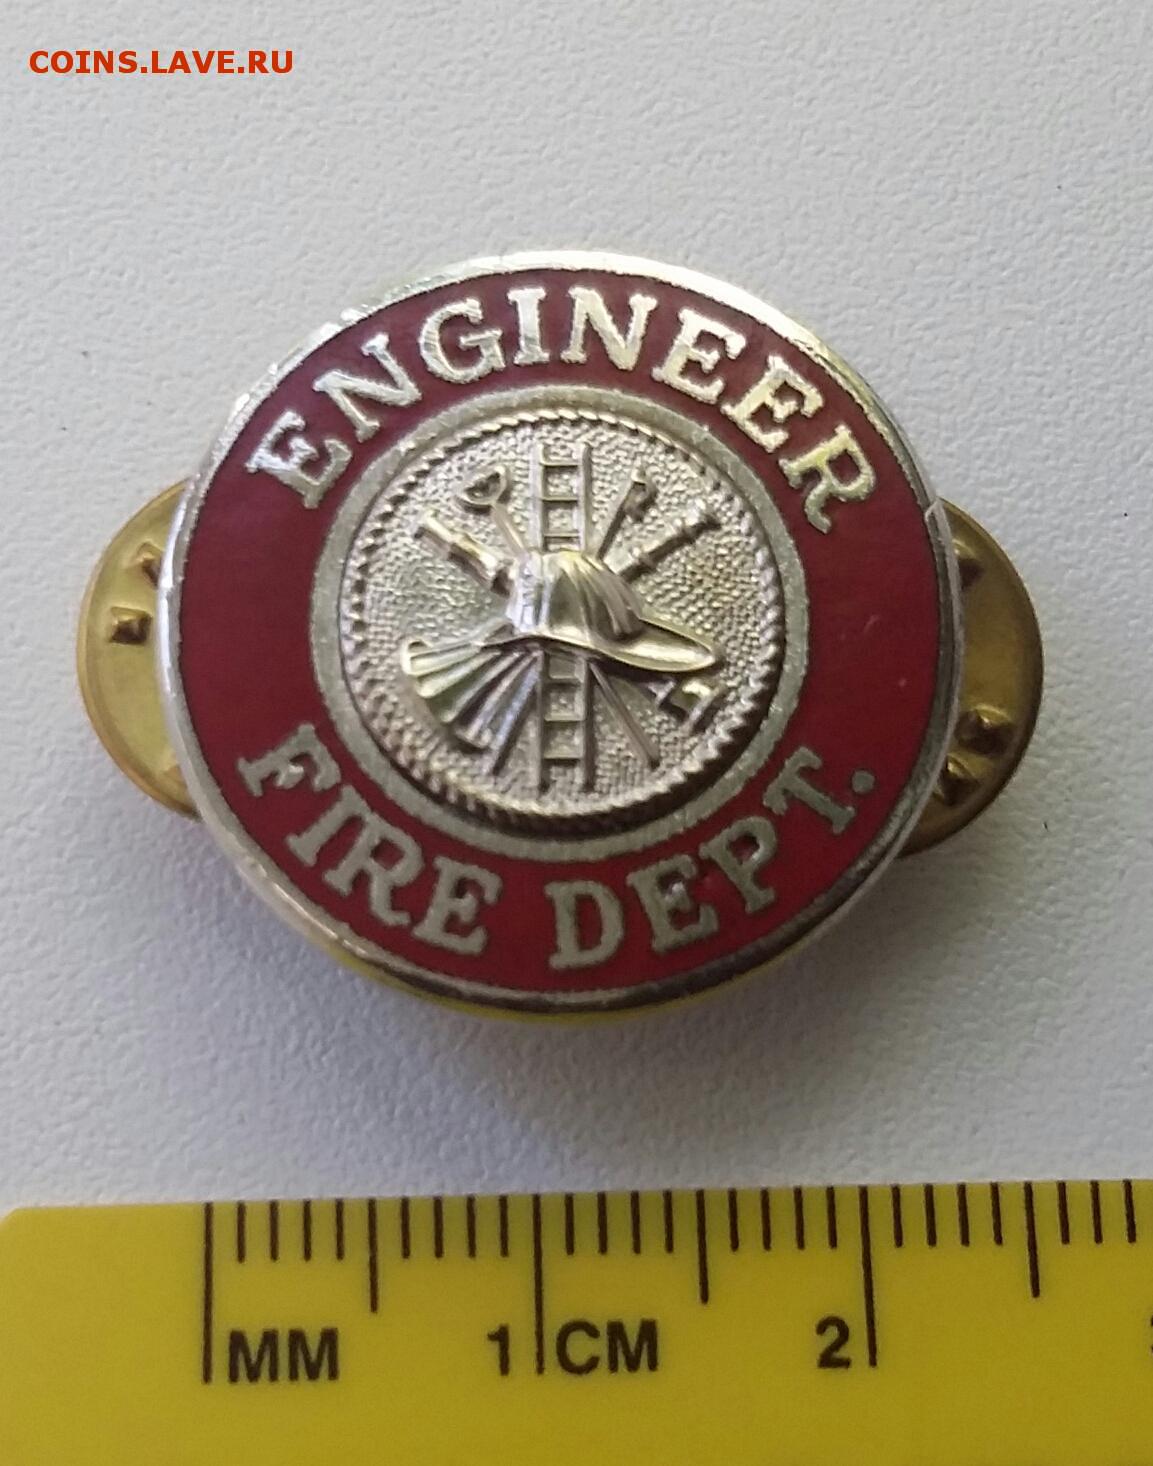 COINS.LAVE.RU
ENGINEER
FIRE DEPT.
MM 1 CM 2